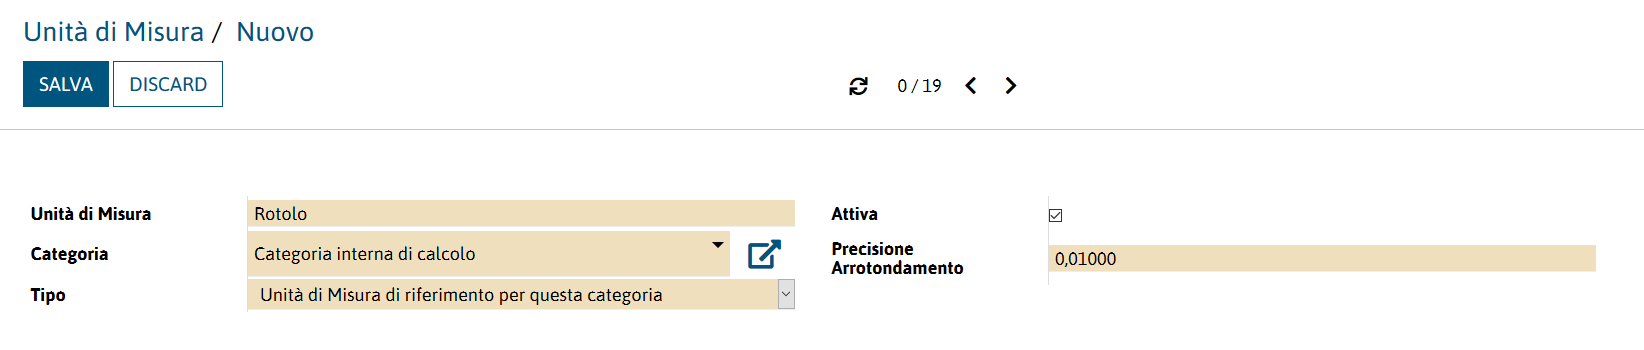 Unità di Misura / Nuovo
SALVA DISCARD 0 / 19
Unità di Misura Rotolo Attiva
Categoria Categoria interna di calcolo Precisione Arrotondamento 0,01000
Tipo Unità di Misura di riferimento per questa categoria